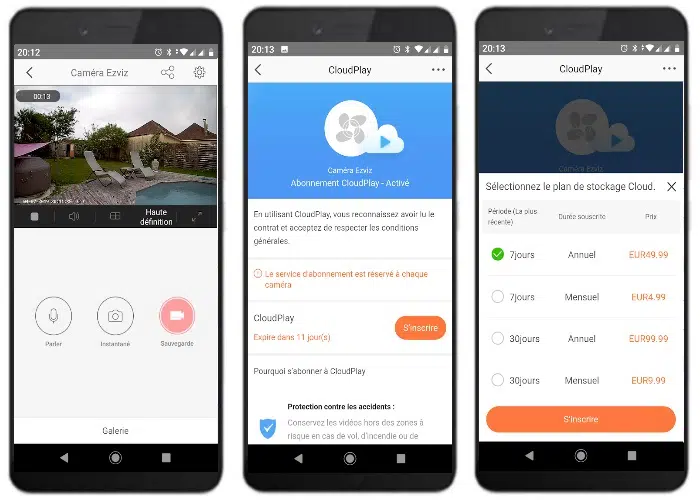 20:12
Caméra Ezviz
00:13
Haute
définition
Parler
Instantané
Sauvegarde
Galerie
20:13
CloudPlay
Caméra Ezviz
Abonnement CloudPlay - Activé
En utilisant CloudPlay, vous reconnaissez avoir lu le
contrat et acceptez de respecter les conditions
générales.
Le service d'abonnement est réservé à chaque
caméra
CloudPlay
Expire dans 11 jour(s)
S'inscrire
Pourquoi s'abonner à CloudPlay
Protection contre les accidents :
Conservez les vidéos hors des zones à
risque en cas de vol, d'incendie ou de
20:13
CloudPlay
Caméra Ezviz
Sélectionnez le plan de stockage Cloud.
Période (La plus
récente) Durée souscrite Prix
7jours Annuel EUR49.99
7jours Mensuel EUR4.99
30jours Annuel EUR99.99
30jours Mensuel EUR9.99
S'inscrire